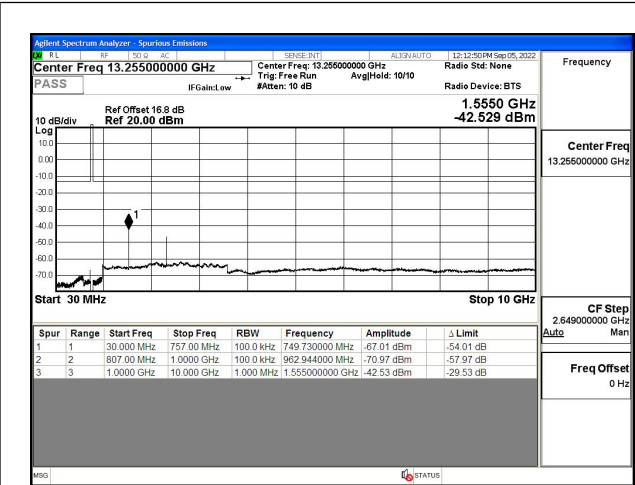 Agilent Spectrum Analyzer - Spurious Emissions
RL RF 50 Ω AC SENSE:INT ALIGN AUTO 12:12:50 PM Sep 05, 2022
Center Freq 13.255000000 GHz
Center Freq: 13.255000000 GHz
Radio Std: None
Trig: Free Run Avg|Hold: 10/10
PASS
IFGain:Low #Atten: 10 dB Radio Device: BTS
Ref Offset 16.8 dB
10 dB/div Ref 20.00 dBm
1.5550 GHz
-42.529 dBm
Log
10.0
0.00
-10.0
-20.0
-30.0
1
-40.0
-50.0
-60.0
-70.0
Start 30 MHz Stop 10 GHz
Spur Range Start Freq Stop Freq RBW Frequency Amplitude Δ Limit
1 1 30.000 MHz 757.00 MHz 100.0 kHz 749.730000 MHz -67.01 dBm -54.01 dB
2 2 807.00 MHz 1.0000 GHz 100.0 kHz 962.944000 MHz -70.97 dBm -57.97 dB
3 3 1.0000 GHz 10.000 GHz 1.000 MHz 1.555000000 GHz -42.53 dBm -29.53 dB
MSG STATUS
Frequency
Center Freq
13.255000000 GHz
CF Step
2.649000000 GHz
Auto Man
Freq Offset
0 Hz